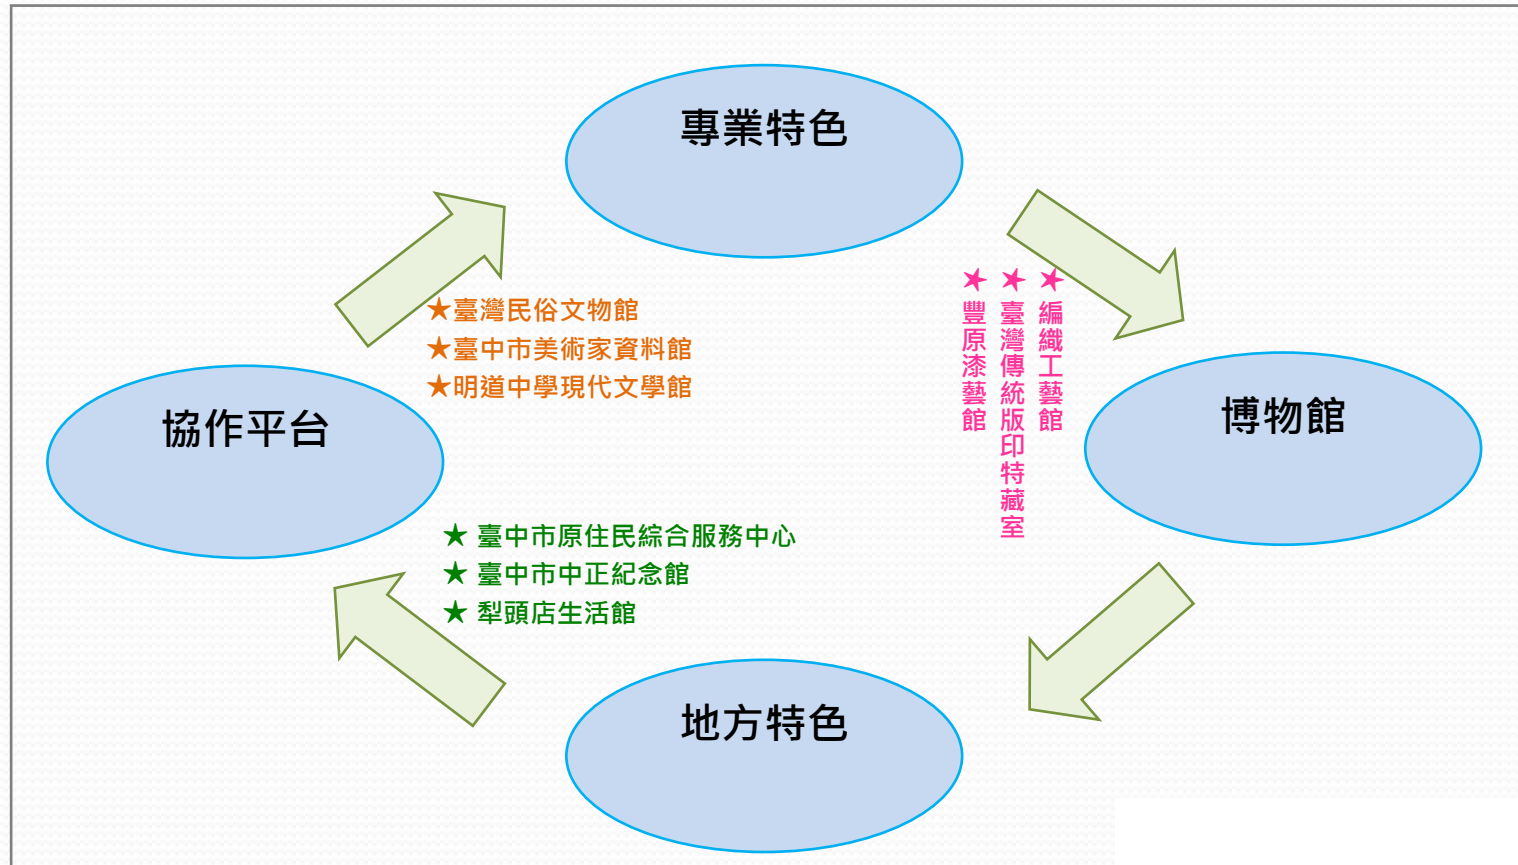 專業特色
★臺灣民俗文物館
★臺中市美術家資料館
★明道中學現代文學館
★編織工藝館
★臺灣傳統版印特藏室
★豐原漆藝館
協作平台
博物館
★ 臺中市原住民綜合服務中心
★ 臺中市中正紀念館
★ 犁頭店生活館
地方特色